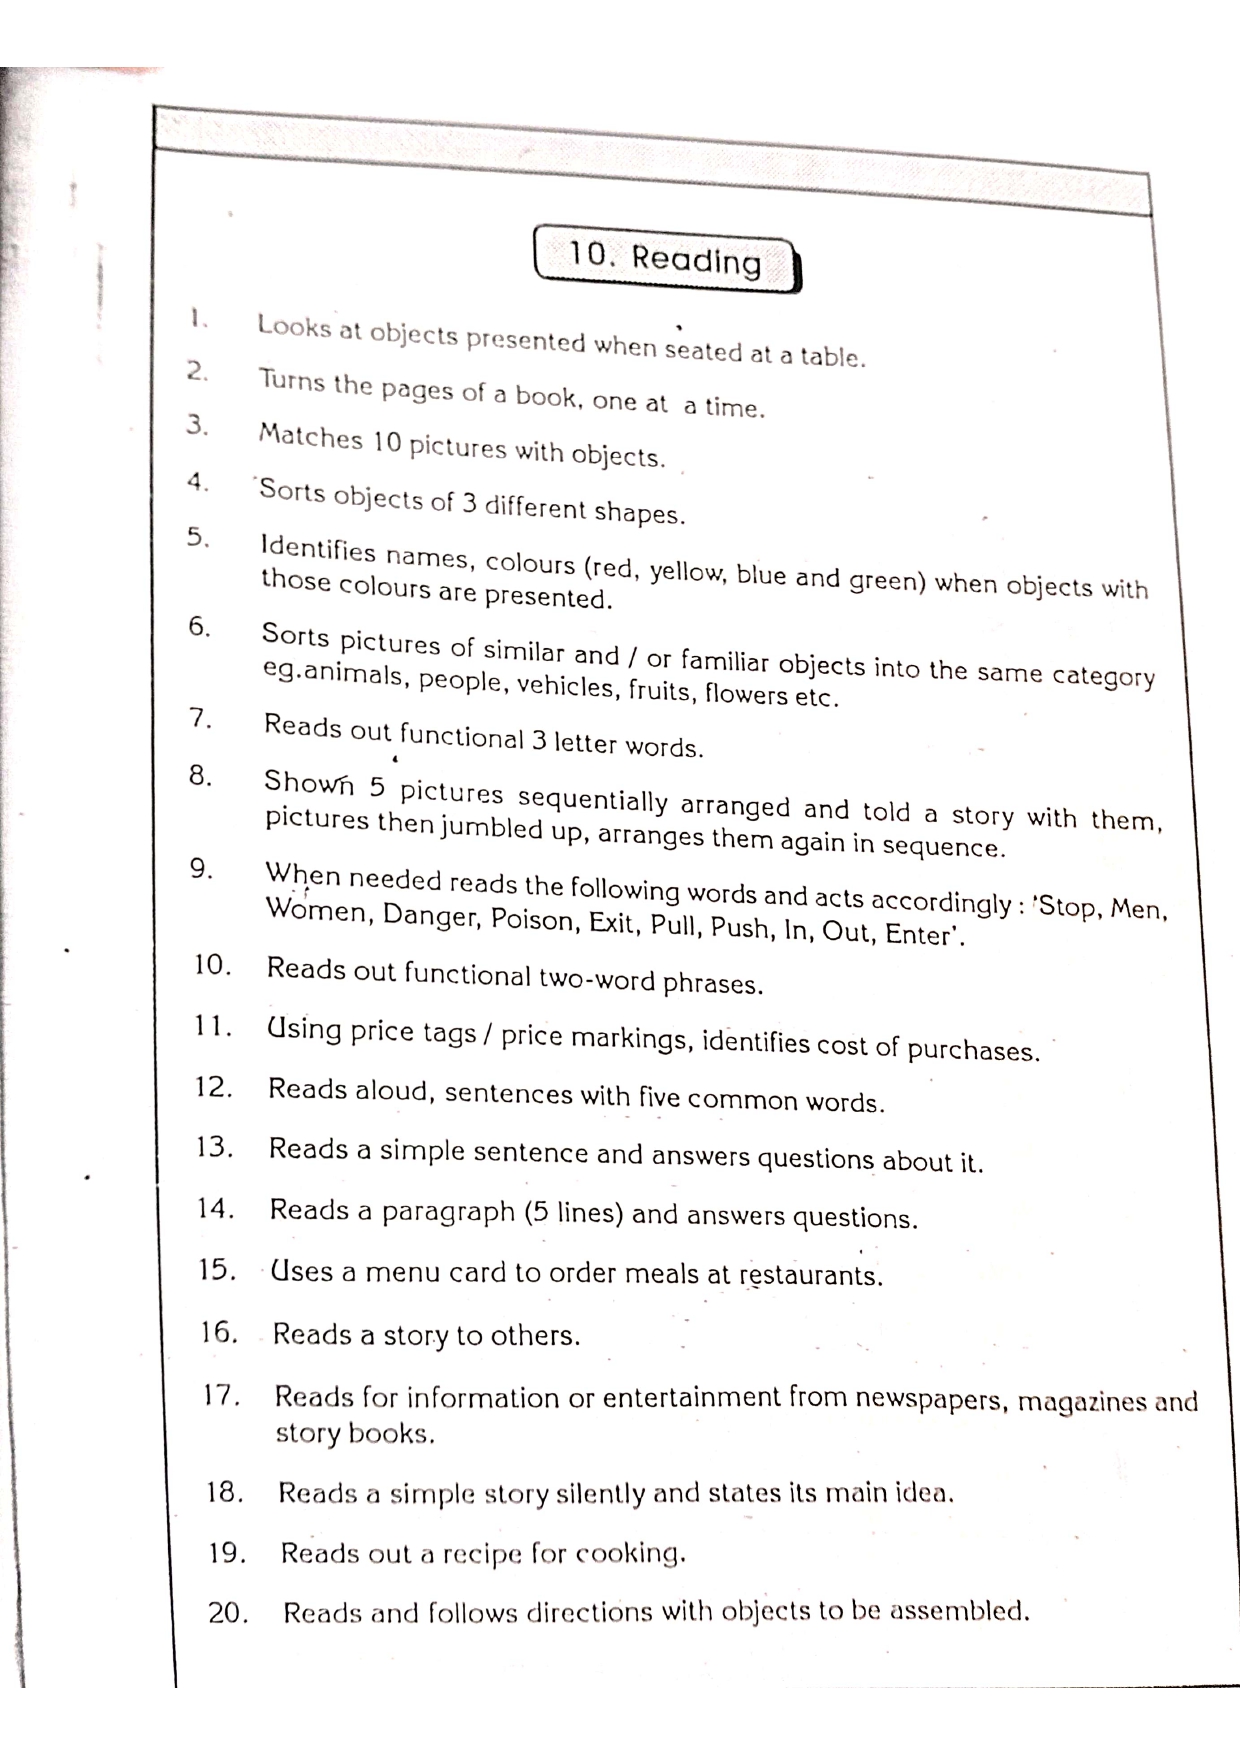 10. Reading
1. Looks at objects presented when seated at a table.
2. Turns the pages of a book, one at a time.
3. Matches 10 pictures with objects.
4. Sorts objects of 3 different shapes.
5. Identifies names, colours (red, yellow, blue and green) when objects with
those colours are presented.
6. Sorts pictures of similar and / or familiar objects into the same category
eg.animals, people, vehicles, fruits, flowers etc.
7. Reads out functional 3 letter words.
8. Shown 5 pictures sequentially arranged and told a story with them,
pictures then jumbled up, arranges them again in sequence.
9. When needed reads the following words and acts accordingly : 'Stop, Men,
Women, Danger, Poison, Exit, Pull, Push, In, Out, Enter'.
10. Reads out functional two-word phrases.
11. Using price tags / price markings, identifies cost of purchases.
12. Reads aloud, sentences with five common words.
13. Reads a simple sentence and answers questions about it.
14. Reads a paragraph (5 lines) and answers questions.
15. Uses a menu card to order meals at restaurants.
16. Reads a story to others.
17. Reads for information or entertainment from newspapers, magazines and
story books.
18. Reads a simple story silently and states its main idea.
19. Reads out a recipe for cooking.
20. Reads and follows directions with objects to be assembled.